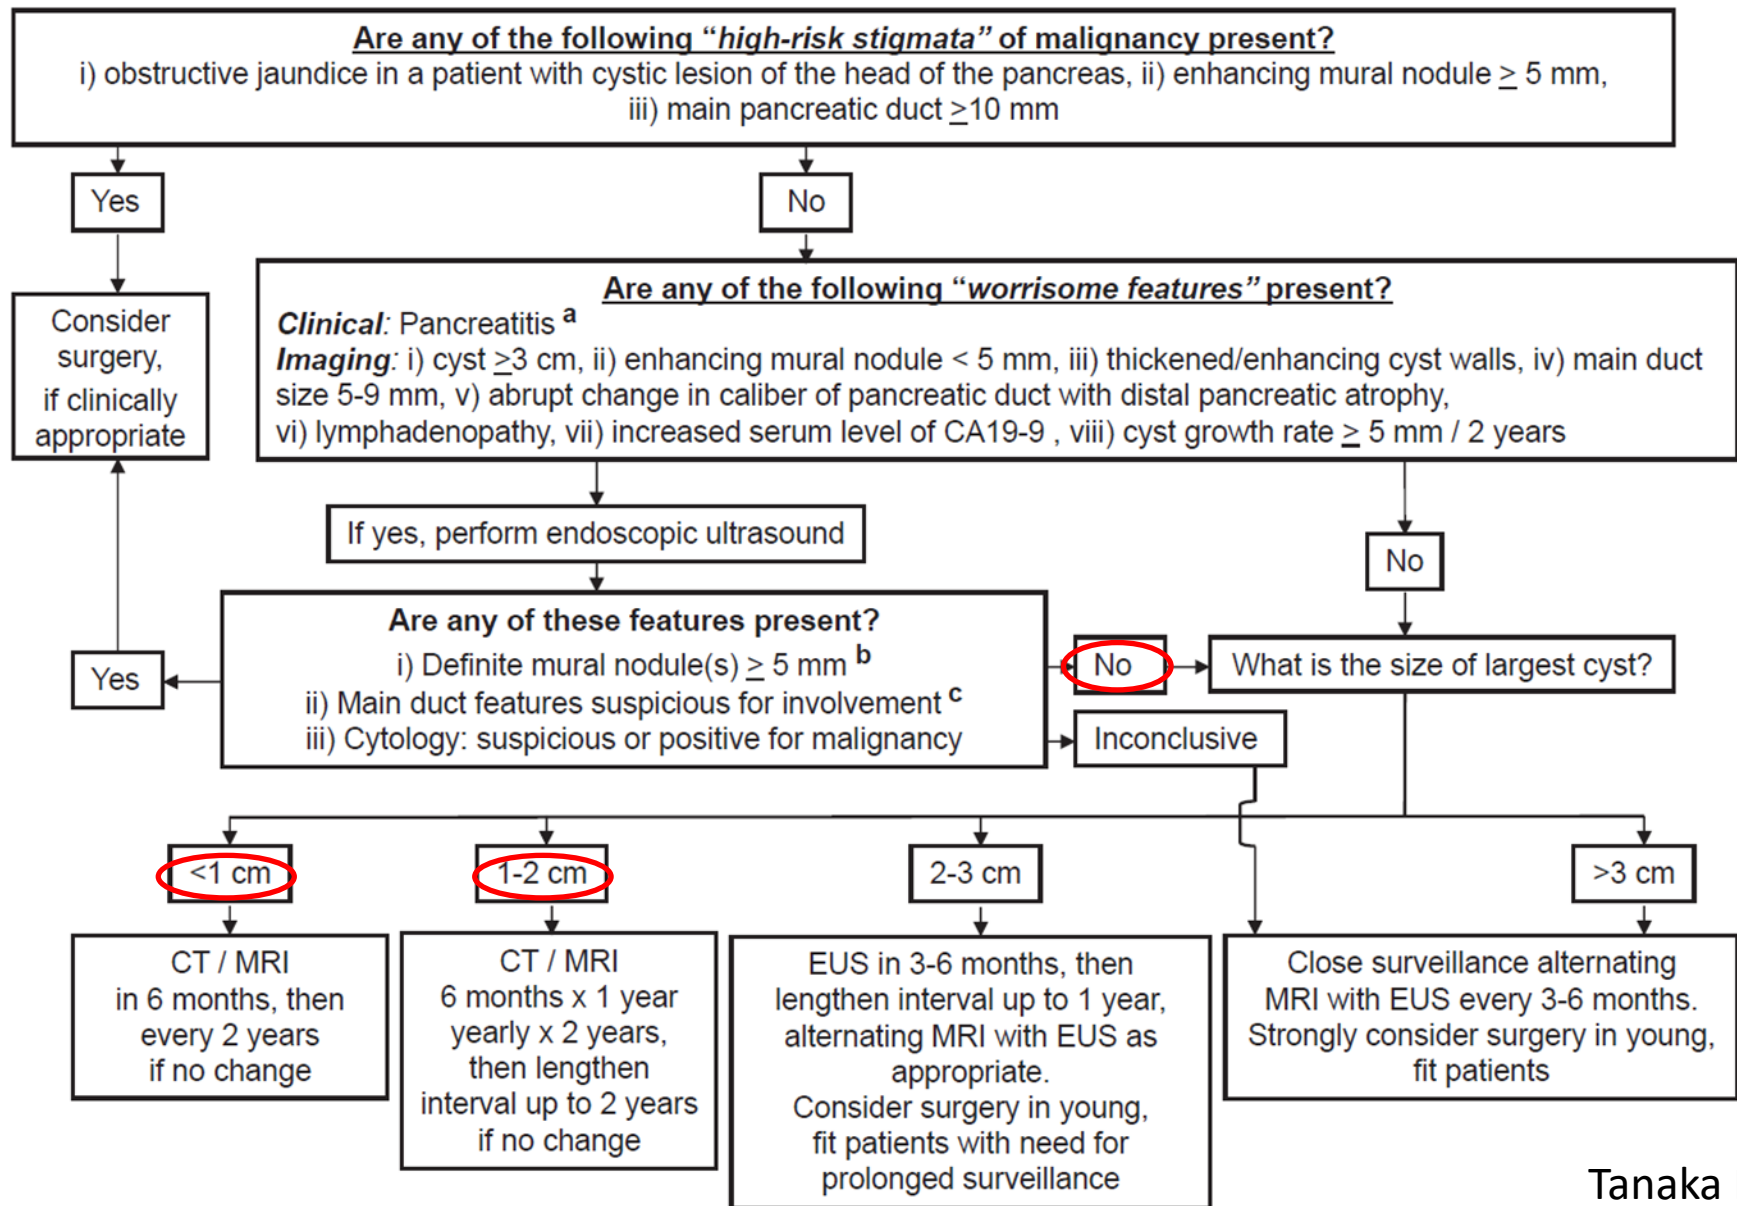 Are any of the following “high-risk stigmata” of malignancy present?
i) obstructive jaundice in a patient with cystic lesion of the head of the pancreas, ii) enhancing mural nodule ≥ 5 mm,
iii) main pancreatic duct ≥10 mm
Yes
No
Consider
surgery,
if clinically
appropriate
Are any of the following “worrisome features” present?
Clinical: Pancreatitis a
Imaging: i) cyst ≥3 cm, ii) enhancing mural nodule < 5 mm, iii) thickened/enhancing cyst walls, iv) main duct
size 5-9 mm, v) abrupt change in caliber of pancreatic duct with distal pancreatic atrophy,
vi) lymphadenopathy, vii) increased serum level of CA19-9 , viii) cyst growth rate ≥ 5 mm / 2 years
If yes, perform endoscopic ultrasound
No
Are any of these features present?
i) Definite mural nodule(s) ≥ 5 mm b
ii) Main duct features suspicious for involvement c
iii) Cytology: suspicious or positive for malignancy
Yes
No
What is the size of largest cyst?
Inconclusive
<1 cm
1-2 cm
2-3 cm
>3 cm
CT / MRI
in 6 months, then
every 2 years
if no change
CT / MRI
6 months x 1 year
yearly x 2 years,
then lengthen
interval up to 2 years
if no change
EUS in 3-6 months, then
lengthen interval up to 1 year,
alternating MRI with EUS as
appropriate.
Consider surgery in young,
fit patients with need for
prolonged surveillance
Close surveillance alternating
MRI with EUS every 3-6 months.
Strongly consider surgery in young,
fit patients
Tanaka